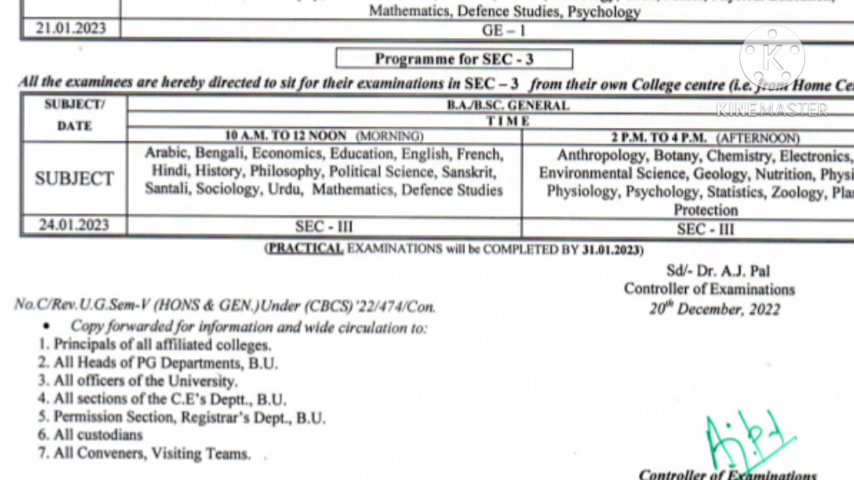 Mathematics, Defence Studies, Psychology
21.01.2023 GE – I
Programme for SEC - 3
All the examinees are hereby directed to sit for their examinations in SEC – 3 from their own College centre (i.e. from Home Cen
SUBJECT/ B.A./B.SC. GENERAL
DATE TIME
10 A.M. TO 12 NOON (MORNING) 2 P.M. TO 4 P.M. (AFTERNOON)
SUBJECT
Arabic, Bengali, Economics, Education, English, French,
Hindi, History, Philosophy, Political Science, Sanskrit,
Santali, Sociology, Urdu, Mathematics, Defence Studies
Anthropology, Botany, Chemistry, Electronics,
Environmental Science, Geology, Nutrition, Physi
Physiology, Psychology, Statistics, Zoology, Plan
Protection
24.01.2023 SEC - III SEC - III
(PRACTICAL EXAMINATIONS will be COMPLETED BY 31.01.2023)
Sd/- Dr. A.J. Pal
Controller of Examinations
20th December, 2022
No.C/Rev.U.G.Sem-V (HONS & GEN.)Under (CBCS) '22/474/Con.
• Copy forwarded for information and wide circulation to:
1. Principals of all affiliated colleges.
2. All Heads of PG Departments, B.U.
3. All officers of the University.
4. All sections of the C.E's Deptt., B.U.
5. Permission Section, Registrar's Dept., B.U.
6. All custodians
7. All Conveners, Visiting Teams.
Controller of Examinations
K
KINEMASTER